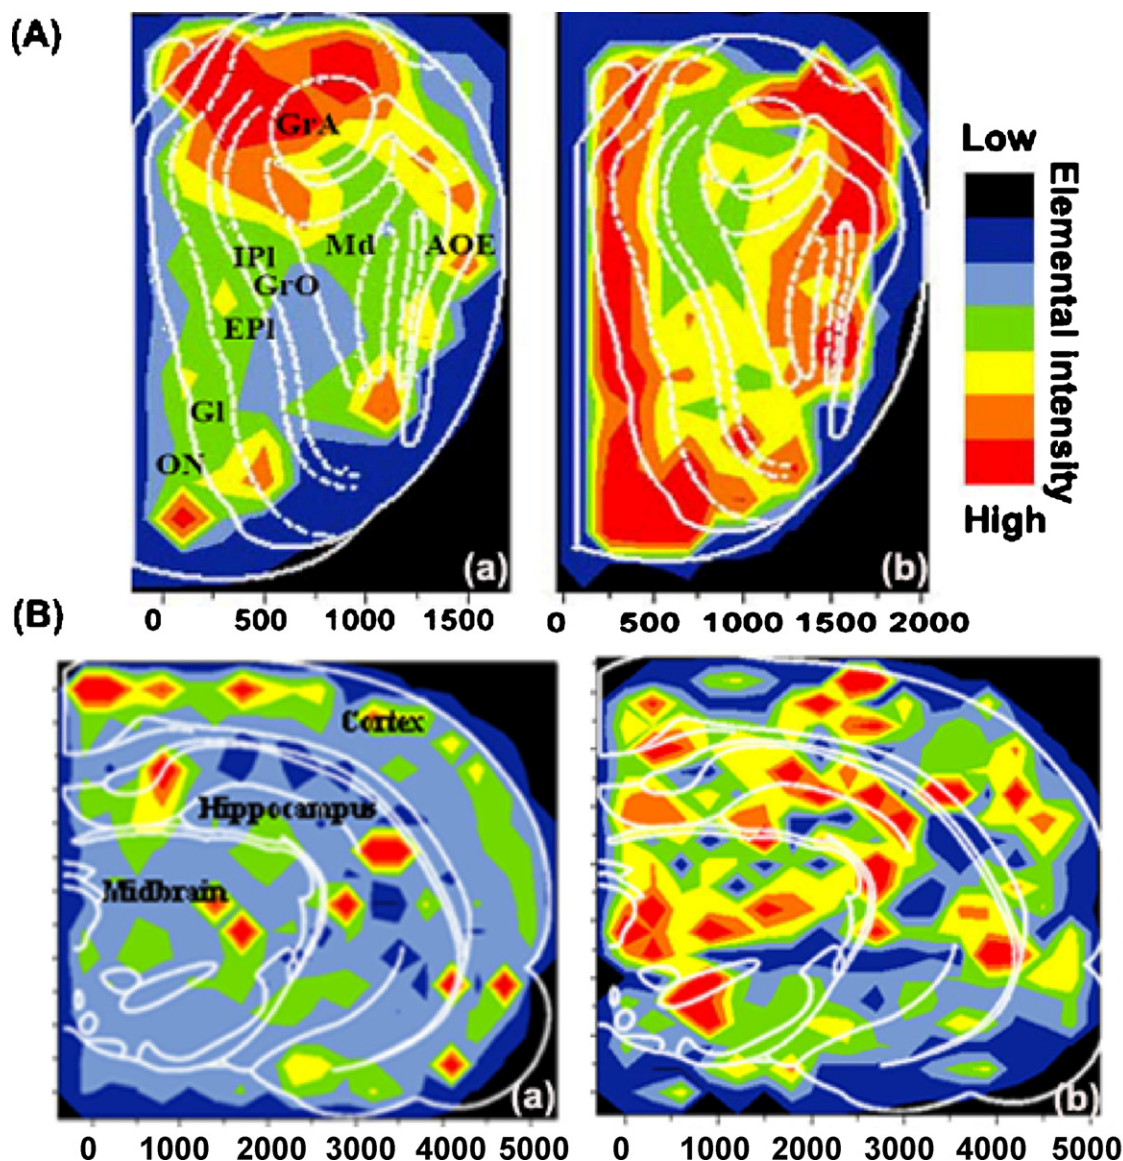 (A)
GrA
IPl
Md
AOE
GrO
EPl
Gl
ON
(a)
(b)
Low
Elemental intensity
High
0 500 1000 1500
0 500 1000 1500 2000
(B)
Cortex
Hippocampus
Midbrain
(a)
(b)
0 1000 2000 3000 4000 5000
0 1000 2000 3000 4000 5000